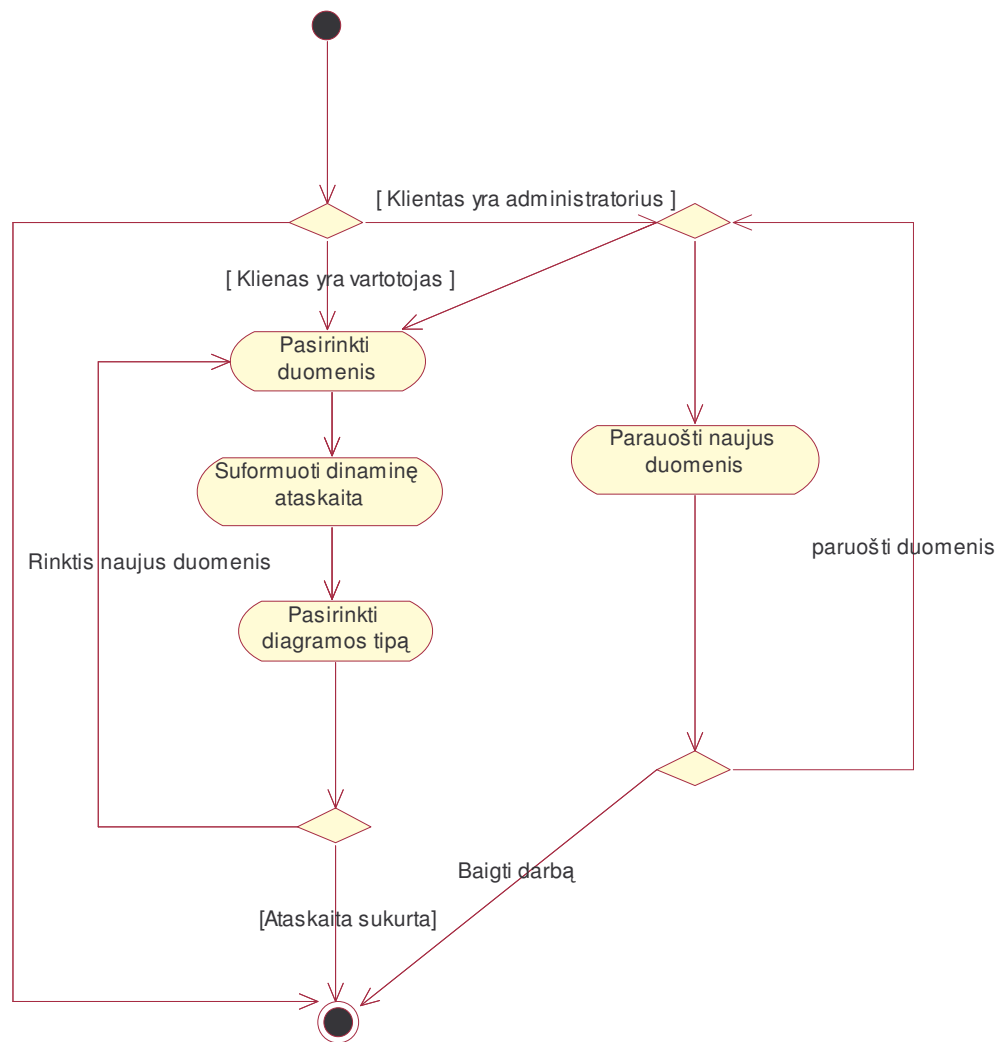 [ Klientas yra administratorius ]
[ Klienas yra vartotojas ]
Pasirinkti
duomenis
Parauošti naujus
duomenis
Suformuoti dinaminę
ataskaita
paruošti duomenis
Rinktis naujus duomenis
Pasirinkti
diagramos tipą
Baigti darbą
[Ataskaita sukurta]